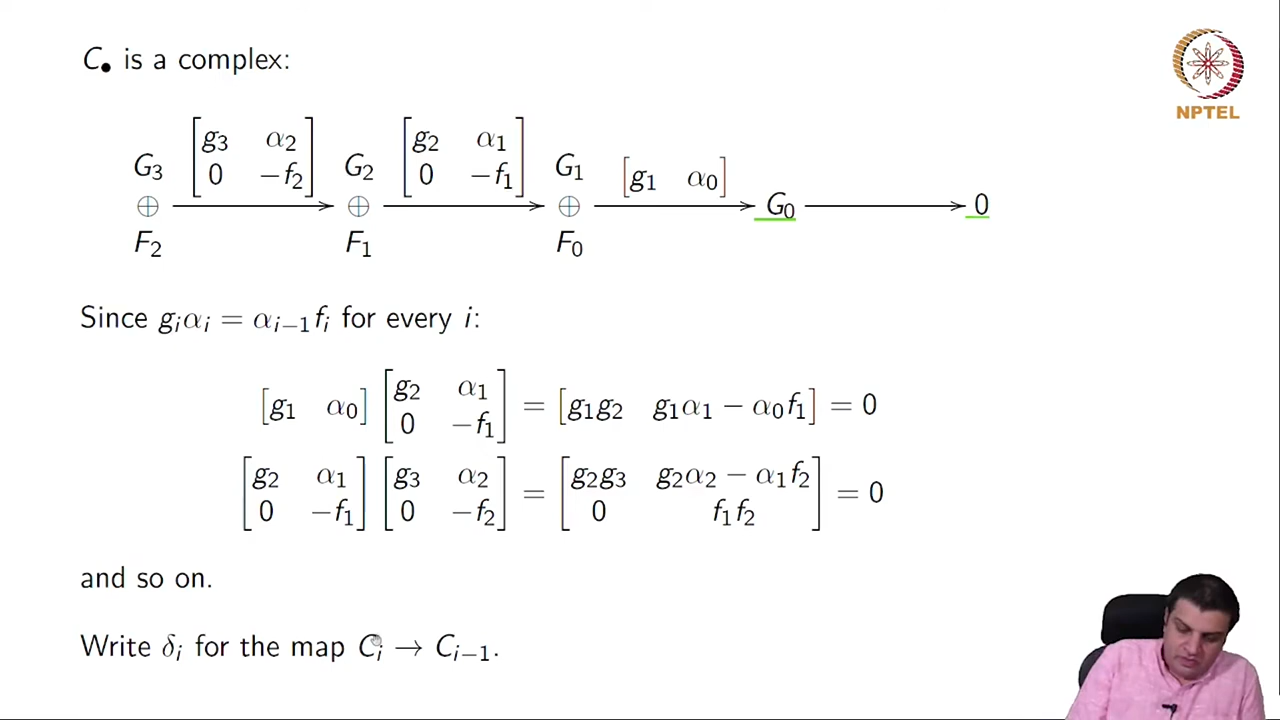 C• is a complex:
NPTEL
G₃ [g₃ α₂ G₂ [g₂ α₁ G₁ [g₁ α₀]
⊕ 0 −f₂] ⊕ 0 −f₁] ⊕ G₀ 0
F₂ F₁ F₀
Since gᵢαᵢ = αᵢ₋₁fᵢ for every i:
[g₁ α₀] [g₂ α₁; 0 −f₁] = [g₁g₂ g₁α₁ − α₀f₁] = 0
[g₂ α₁; 0 −f₁] [g₃ α₂; 0 −f₂] = [g₂g₃ g₂α₂ − α₁f₂; 0 f₁f₂] = 0
and so on.
Write δᵢ for the map Cᵢ → Cᵢ₋₁.